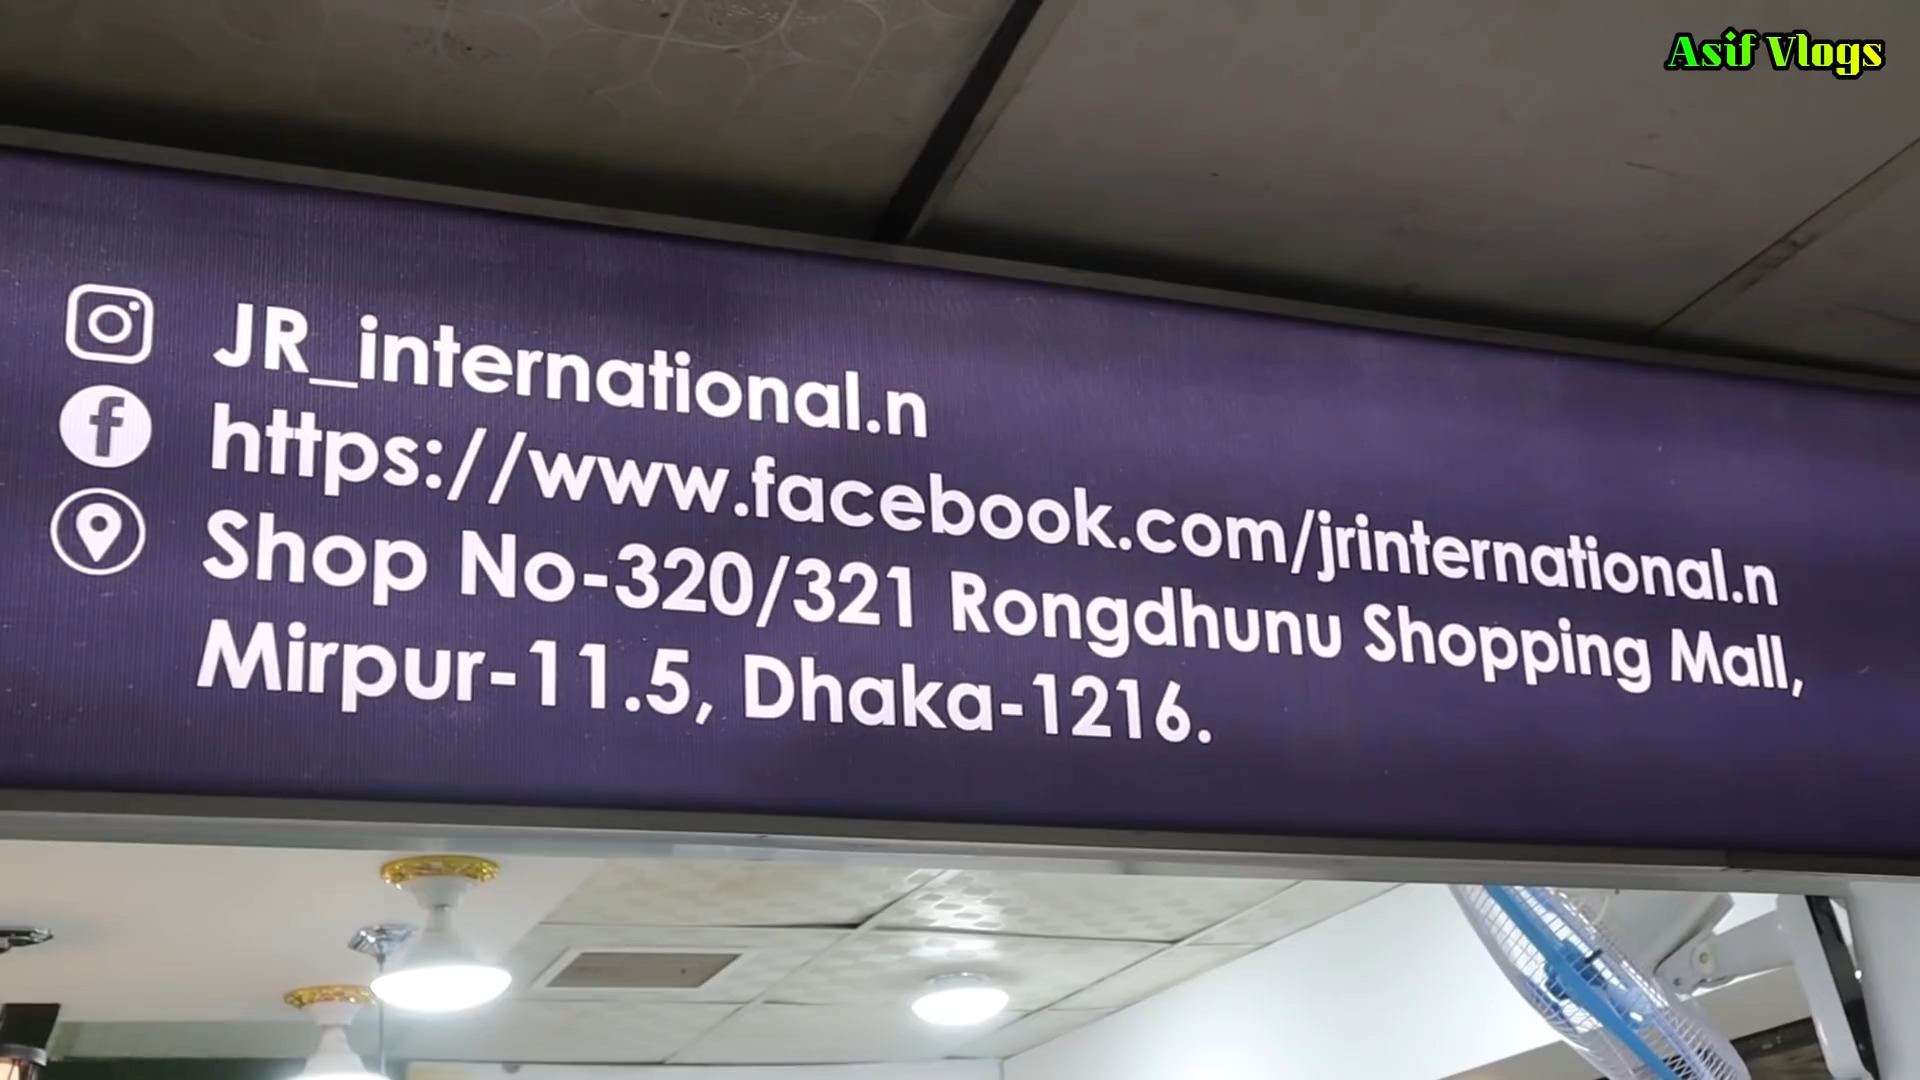 Asif Vlogs
JR_international.n
https://www.facebook.com/jrinternational.n
Shop No-320/321 Rongdhunu Shopping Mall,
Mirpur-11.5, Dhaka-1216.